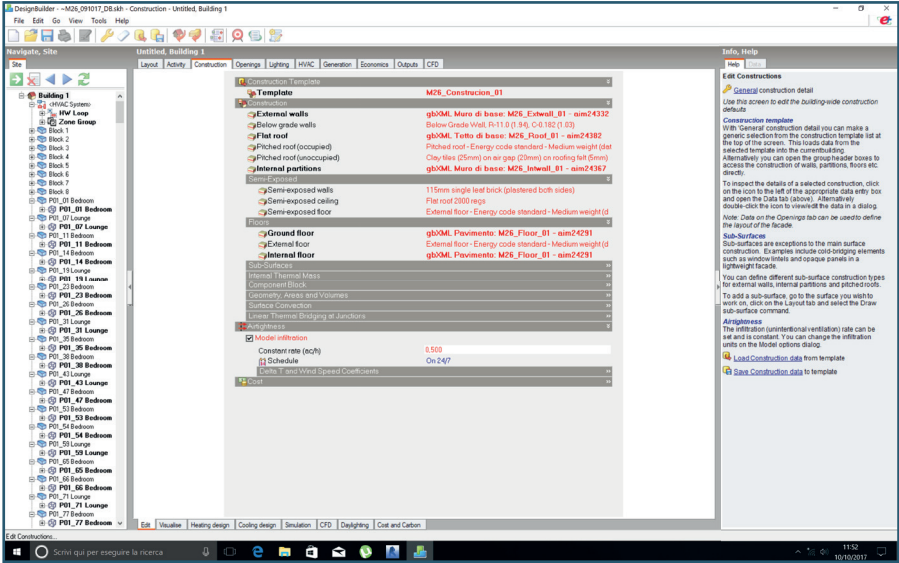 DesignBuilder - ~M26_091017_DB.skh - Construction - Untitled, Building 1
File Edit Go View Tools Help
Navigate, Site
Site
Building 1
<HVAC System>
HW Loop
Zone Group
Block 1
Block 2
Block 3
Block 4
Block 5
Block 6
Block 7
Block 8
P01_01 Bedroom
P01_01 Bedroom
P01_07 Lounge
P01_07 Lounge
P01_11 Bedroom
P01_11 Bedroom
P01_14 Bedroom
P01_14 Bedroom
P01_19 Lounge
P01_19 Lounge
P01_23 Bedroom
P01_23 Bedroom
P01_26 Bedroom
P01_26 Bedroom
P01_31 Lounge
P01_31 Lounge
P01_35 Bedroom
P01_35 Bedroom
P01_38 Bedroom
P01_38 Bedroom
P01_43 Lounge
P01_43 Lounge
P01_47 Bedroom
P01_47 Bedroom
P01_53 Bedroom
P01_53 Bedroom
P01_54 Bedroom
P01_54 Bedroom
P01_59 Lounge
P01_59 Lounge
P01_65 Bedroom
P01_65 Bedroom
P01_66 Bedroom
P01_66 Bedroom
P01_71 Lounge
P01_71 Lounge
P01_77 Bedroom
P01_77 Bedroom
Untitled, Building 1
Layout Activity Construction Openings Lighting HVAC Generation Economics Outputs CFD
Construction Template
Template M26_Construcion_01
Construction
External walls gbXML Muro di base: M26_Extwall_01 - aim24332
Below grade walls Below Grade Wall, R-11.0 (1.94), C-0.182 (1.03)
Flat roof gbXML Tetto di base: M26_Roof_01 - aim24382
Pitched roof (occupied) Pitched roof - Energy code standard - Medium weight (dat
Pitched roof (unoccupied) Clay tiles (25mm) on air gap (20mm) on roofing felt (5mm)
Internal partitions gbXML Muro di base: M26_Intwall_01 - aim24367
Semi-Exposed
Semi-exposed walls 115mm single leaf brick (plastered both sides)
Semi-exposed ceiling Flat roof 2000 regs
Semi-exposed floor External floor - Energy code standard - Medium weight (d
Floors
Ground floor gbXML Pavimento: M26_Floor_01 - aim24291
External floor External floor - Energy code standard - Medium weight (d
Internal floor gbXML Pavimento: M26_Floor_01 - aim24291
Sub-Surfaces
Internal Thermal Mass
Component Block
Geometry, Areas and Volumes
Surface Convection
Linear Thermal Bridging at Junctions
Airtightness
Model infiltration
Constant rate (ac/h) 0.500
Schedule On 24/7
Delta T and Wind Speed Coefficients
Cost
Edit Visualise Heating design Cooling design Simulation CFD Daylighting Cost and Carbon
Info, Help
Help Data
Edit Constructions
General construction detail
Use this screen to edit the building-wide construction
defaults
Construction template
With 'General' construction detail you can make a
generic selection from the construction template list at
the top of the screen. This loads data from the
selected template into the currentbuilding.
Alternatively you can open the group header boxes to
access the construction of walls, partitions, floors etc.
directly.
To inspect the details of a selected construction, click
on the icon to the left of the appropriate data entry box
and open the Data tab (above). Alternatively
double-click the icon to view/edit the data in a dialog.
Note: Data on the Openings tab can be used to define
the layout of the facade.
Sub-Surfaces
Sub-surfaces are exceptions to the main surface
construction. Examples include cold-bridging elements
such as window lintels and opaque panels in a
lightweight facade.
You can define different sub-surface construction types
for external walls, internal partitions and pitched roofs.
To add a sub-surface, go to the surface you wish to
work on, click on the Layout tab and select the Draw
sub-surface command.
Airtightness
The infiltration (unintentional ventilation) rate can be
set and is constant. You can change the infiltration
units on the Model options dialog.
Load Construction data from template
Save Construction data to template
Edit Constructions...
Scrivi qui per eseguire la ricerca
11:52
10/10/2017